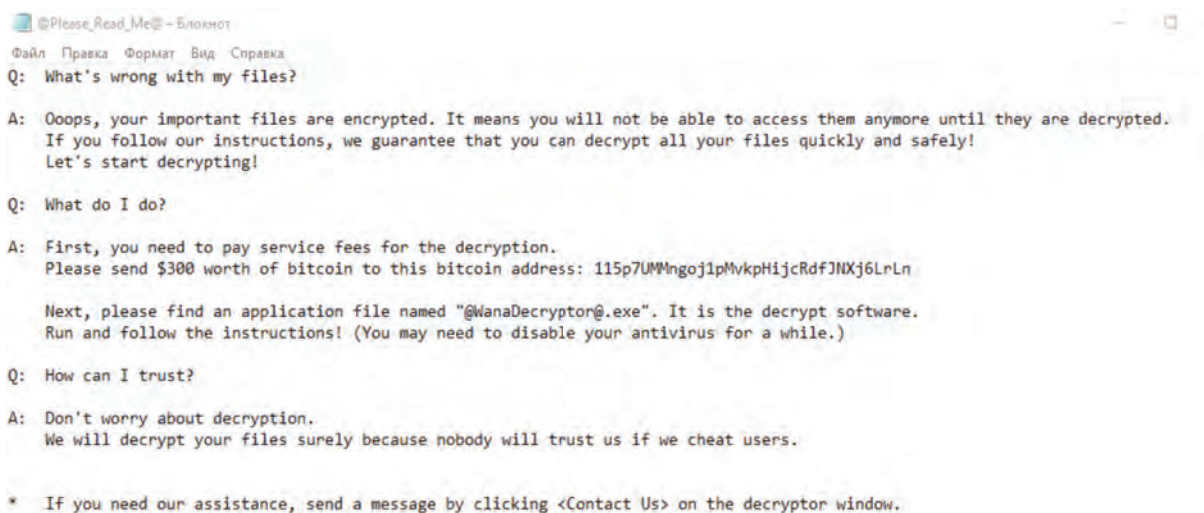 @Please_Read_Me@ – Блокнот
Файл Правка Формат Вид Справка
Q: What's wrong with my files?
A: Ooops, your important files are encrypted. It means you will not be able to access them anymore until they are decrypted.
If you follow our instructions, we guarantee that you can decrypt all your files quickly and safely!
Let's start decrypting!
Q: What do I do?
A: First, you need to pay service fees for the decryption.
Please send $300 worth of bitcoin to this bitcoin address: 115p7UMMngoj1pMvkpHijcRdfJNXj6LrLn
Next, please find an application file named "@WanaDecryptor@.exe". It is the decrypt software.
Run and follow the instructions! (You may need to disable your antivirus for a while.)
Q: How can I trust?
A: Don't worry about decryption.
We will decrypt your files surely because nobody will trust us if we cheat users.
* If you need our assistance, send a message by clicking <Contact Us> on the decryptor window.